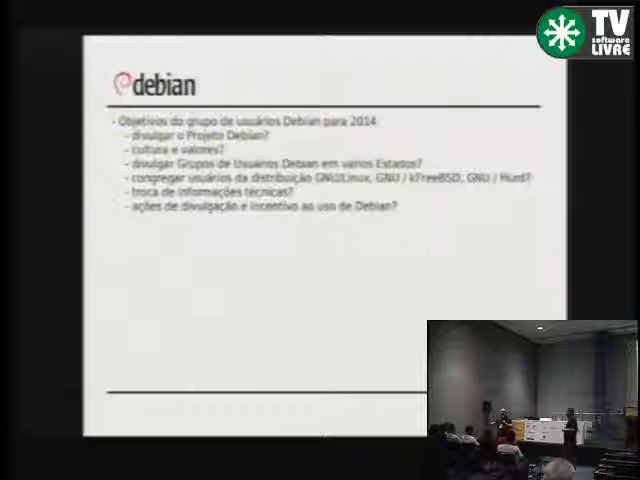 TV
software
LIVRE
debian
- Objetivos do grupo de usuários Debian para 2014
- divulgar o Projeto Debian?
- cultura e valores?
- divulgar Grupos de Usuários Debian em vários Estados?
- congregar usuários da distribuição GNU/Linux, GNU / kFreeBSD, GNU / Hurd?
- troca de informações técnicas?
- ações de divulgação e incentivo ao uso de Debian?